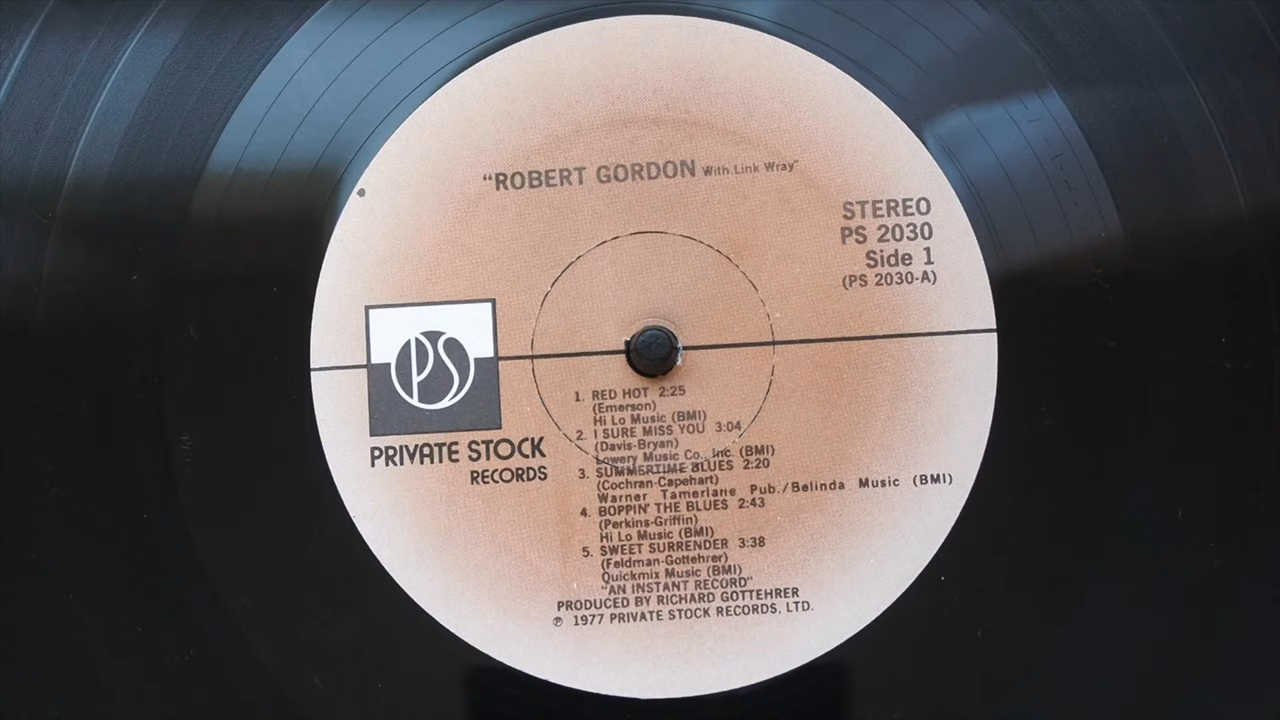 "ROBERT GORDON With Link Wray"
STEREO
PS 2030
Side 1
(PS 2030-A)
PS
PRIVATE STOCK
RECORDS
1. RED HOT 2:25
(Emerson)
Hi Lo Music (BMI)
2. I SURE MISS YOU 3:04
(Davis-Bryan)
Lowery Music Co., Inc. (BMI)
3. SUMMERTIME BLUES 2:20
(Cochran-Capehart)
Warner Tamerlane Pub./Belinda Music (BMI)
4. BOPPIN' THE BLUES 2:43
(Perkins-Griffin)
Hi Lo Music (BMI)
5. SWEET SURRENDER 3:38
(Feldman-Gottehrer)
Quickmix Music (BMI)
"AN INSTANT RECORD"
PRODUCED BY RICHARD GOTTEHRER
℗ 1977 PRIVATE STOCK RECORDS, LTD.